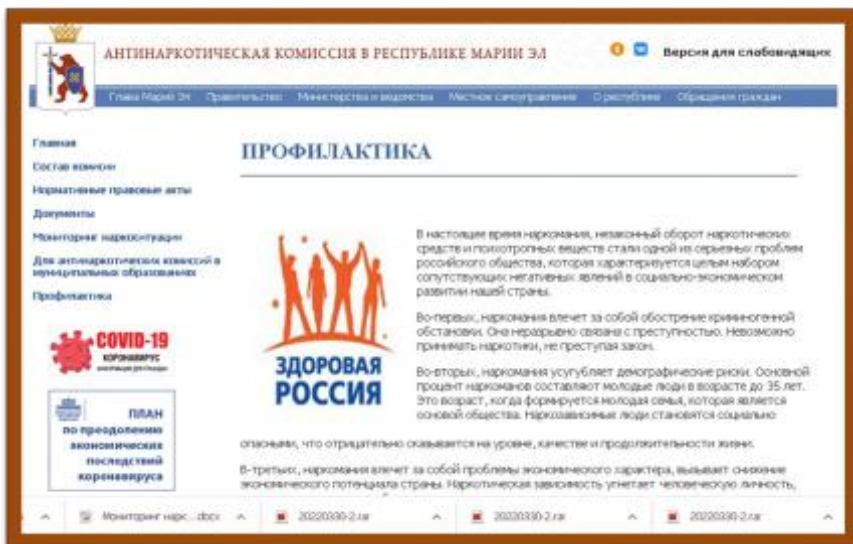 АНТИНАРКОТИЧЕСКАЯ КОМИССИЯ В РЕСПУБЛИКЕ МАРИИ ЭЛ
Версия для слабовидящих
Глава Марий Эл Правительство Министерства и ведомства Местное самоуправление О республике Обращения граждан
Главная
Состав комисии
Нормативные правовые акты
Документы
Мониторинг наркоситуации
Для антинаркотических комиссий в
муниципальных образованиях
Профилактика
COVID-19
КОРОНАВИРУС
ИНФОРМАЦИЯ ДЛЯ ГРАЖДАН
ПЛАН
по преодолению
экономических
последствий
коронавируса
ПРОФИЛАКТИКА
ЗДОРОВАЯ
РОССИЯ
В настоящее время наркомания, незаконный оборот наркотических
средств и психотропных веществ стали одной из серьезных проблем
российского общества, которая характеризуется целым набором
сопутствующих негативных явлений в социально-экономическом
развитии нашей страны.
Во-первых, наркомания влечет за собой обострение криминогенной
обстановки. Она неразрывно связана с преступностью. Невозможно
принимать наркотики, не преступая закон.
Во-вторых, наркомания усугубляет демографические риски. Основной
процент наркоманов составляют молодые люди в возрасте до 35 лет.
Это возраст, когда формируется молодая семья, которая является
основой общества. Наркозависимые люди становятся социально
опасными, что отрицательно сказывается на уровне, качестве и продолжительности жизни.
В-третьих, наркомания влечет за собой проблемы экономического характера, вызывает снижение
экономического потенциала страны. Наркотическая зависимость угнетает человеческую личность,
Мониторинг нарк....docx 20220330-2.rar 20220330-2.rar 20220330-2.rar